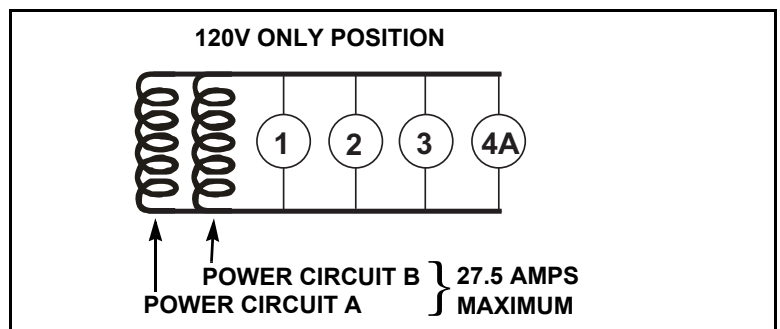 120V ONLY POSITION
1 2 3 4A
POWER CIRCUIT B } 27.5 AMPS
POWER CIRCUIT A MAXIMUM